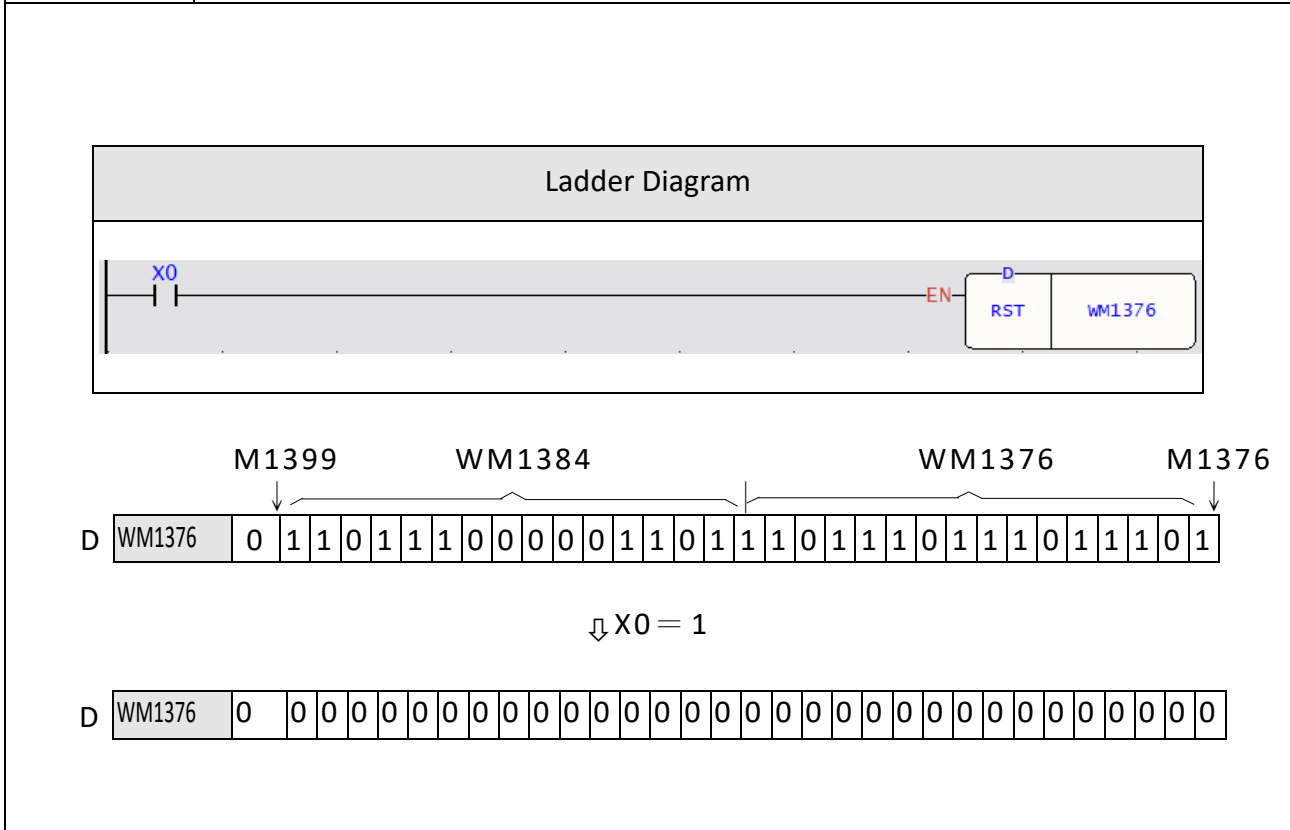 Ladder Diagram
X0
EN
D
RST WM1376
M1399 WM1384 WM1376 M1376
D WM1376 0 1 1 0 1 1 1 0 0 0 0 0 1 1 0 1 1 1 0 1 1 1 0 1 1 1 0 1 1 1 0 1
⇩ X0 = 1
D WM1376 0 0 0 0 0 0 0 0 0 0 0 0 0 0 0 0 0 0 0 0 0 0 0 0 0 0 0 0 0 0 0 0